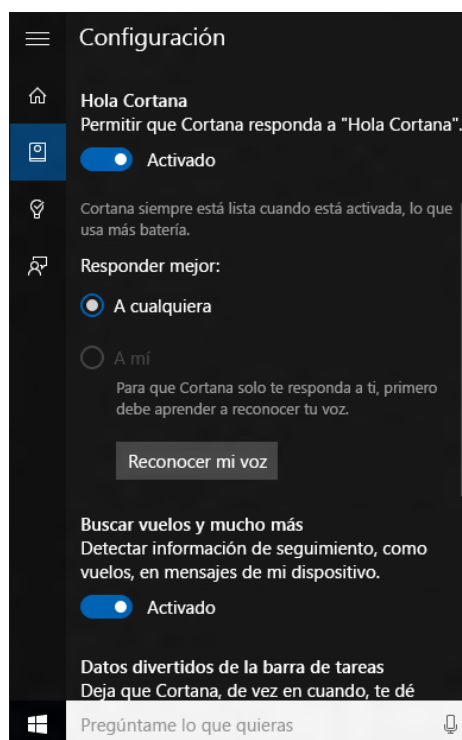 Configuración
Hola Cortana
Permitir que Cortana responda a "Hola Cortana".
Activado
Cortana siempre está lista cuando está activada, lo que
usa más batería.
Responder mejor:
A cualquiera
A mí
Para que Cortana solo te responda a ti, primero
debe aprender a reconocer tu voz.
Reconocer mi voz
Buscar vuelos y mucho más
Detectar información de seguimiento, como
vuelos, en mensajes de mi dispositivo.
Activado
Datos divertidos de la barra de tareas
Deja que Cortana, de vez en cuando, te dé
Pregúntame lo que quieras